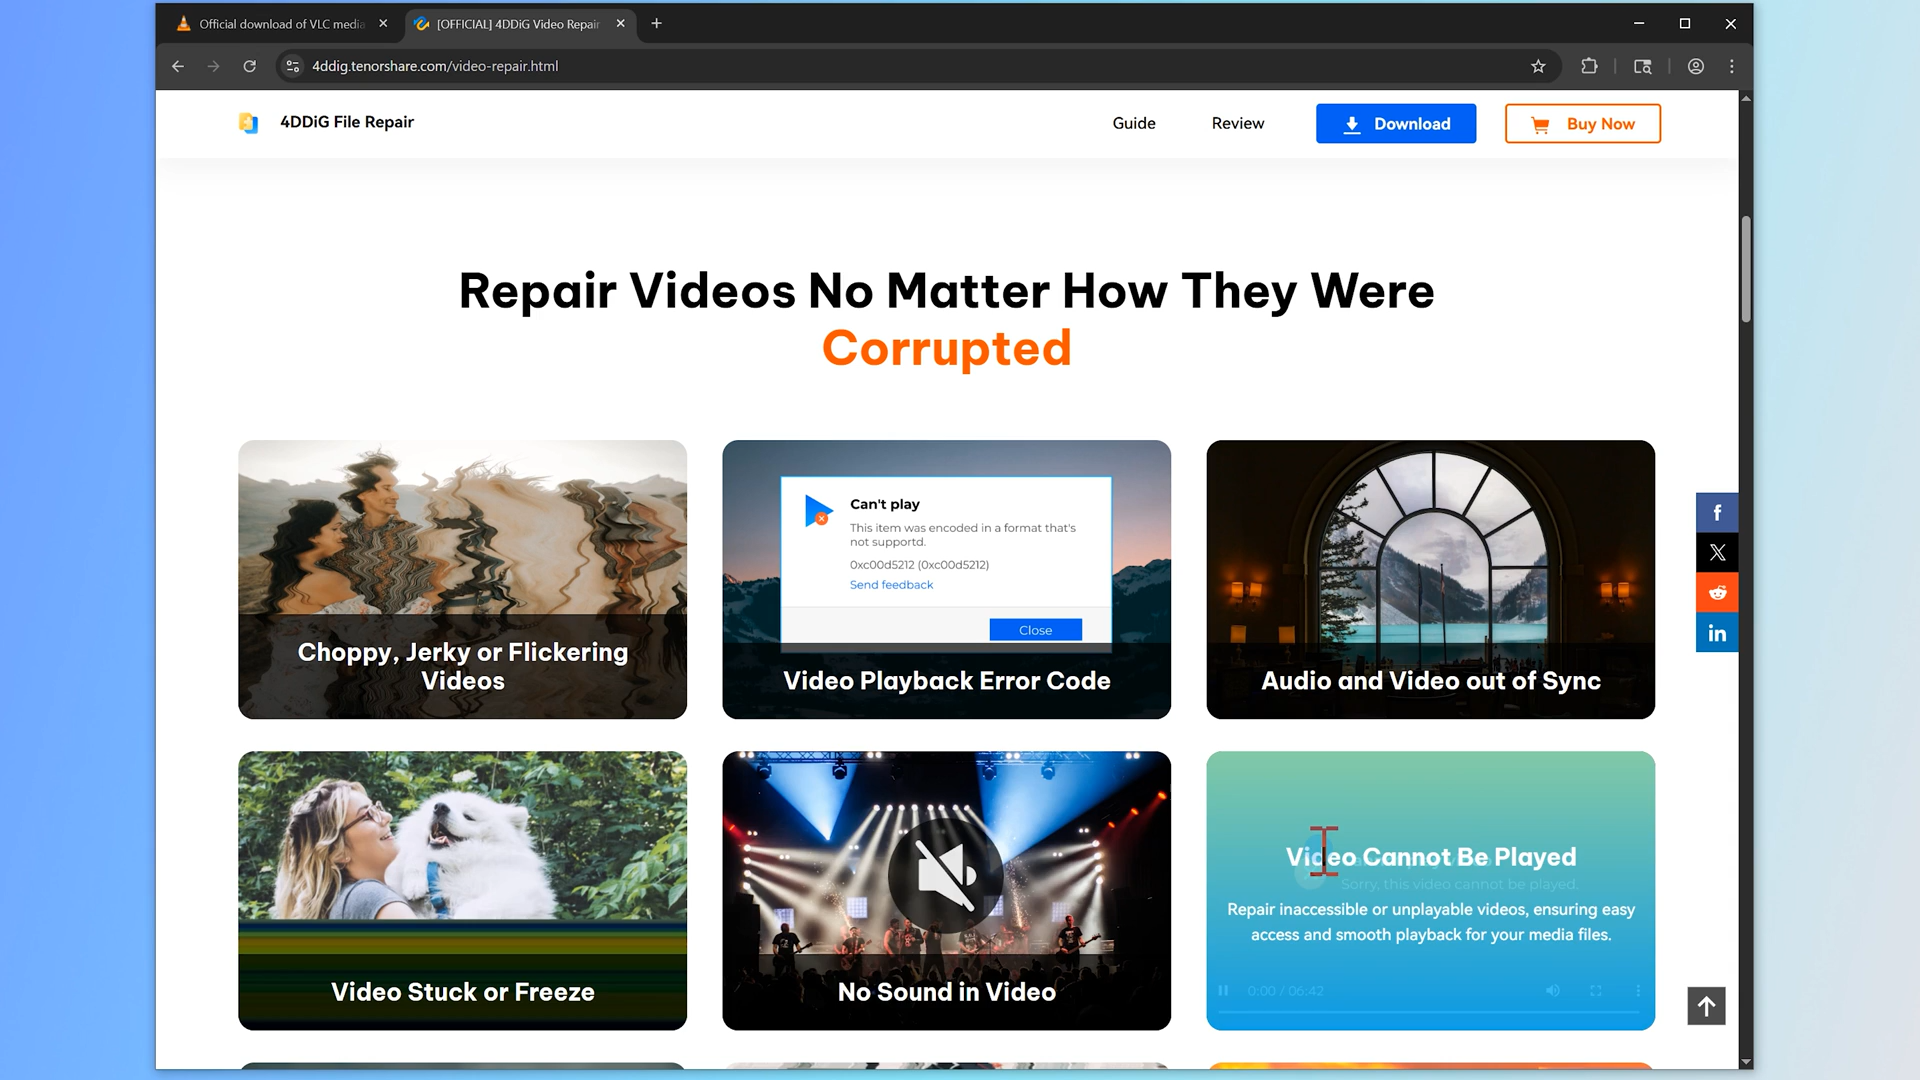 Official download of VLC media
[OFFICIAL] 4DDiG Video Repair
4ddig.tenorshare.com/video-repair.html
4DDiG File Repair
Guide
Review
Download
Buy Now
Repair Videos No Matter How They Were
Corrupted
Choppy, Jerky or Flickering
Videos
Can't play
This item was encoded in a format that's
not supportd.
0xc00d5212 (0xc00d5212)
Send feedback
Close
Video Playback Error Code
Audio and Video out of Sync
Video Stuck or Freeze
No Sound in Video
Video Cannot Be Played
Sorry, this video cannot be played.
Repair inaccessible or unplayable videos, ensuring easy
access and smooth playback for your media files.
0:00 / 06:42